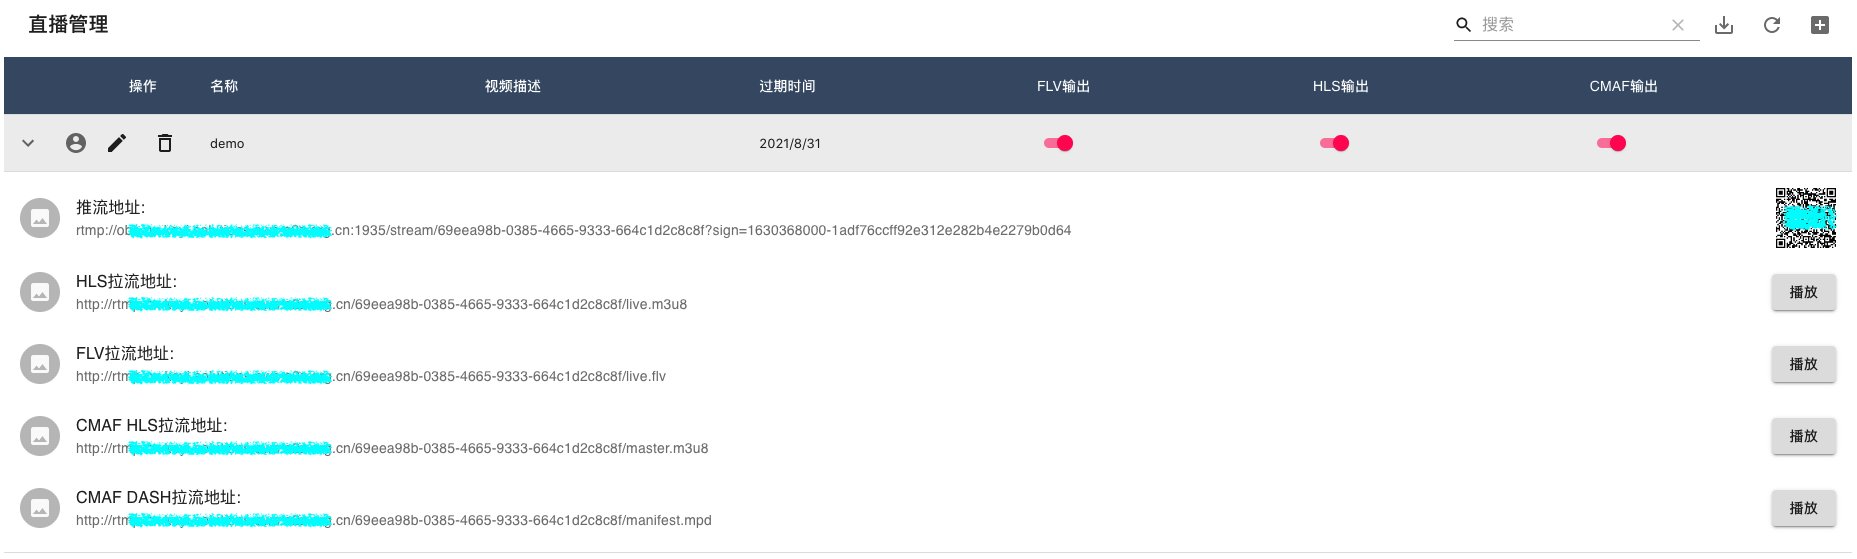 直播管理
搜索
操作 名称 视频描述 过期时间 FLV输出 HLS输出 CMAF输出
demo 2021/8/31
推流地址:
rtmp://ob .cn:1935/stream/69eea98b-0385-4665-9333-664c1d2c8c8f?sign=1630368000-1adf76ccff92e312e282b4e2279b0d64
HLS拉流地址:
http://rtm g.cn/69eea98b-0385-4665-9333-664c1d2c8c8f/live.m3u8
播放
FLV拉流地址:
http://rtm g.cn/69eea98b-0385-4665-9333-664c1d2c8c8f/live.flv
播放
CMAF HLS拉流地址:
http://rtm g.cn/69eea98b-0385-4665-9333-664c1d2c8c8f/master.m3u8
播放
CMAF DASH拉流地址:
http://rtm g.cn/69eea98b-0385-4665-9333-664c1d2c8c8f/manifest.mpd
播放